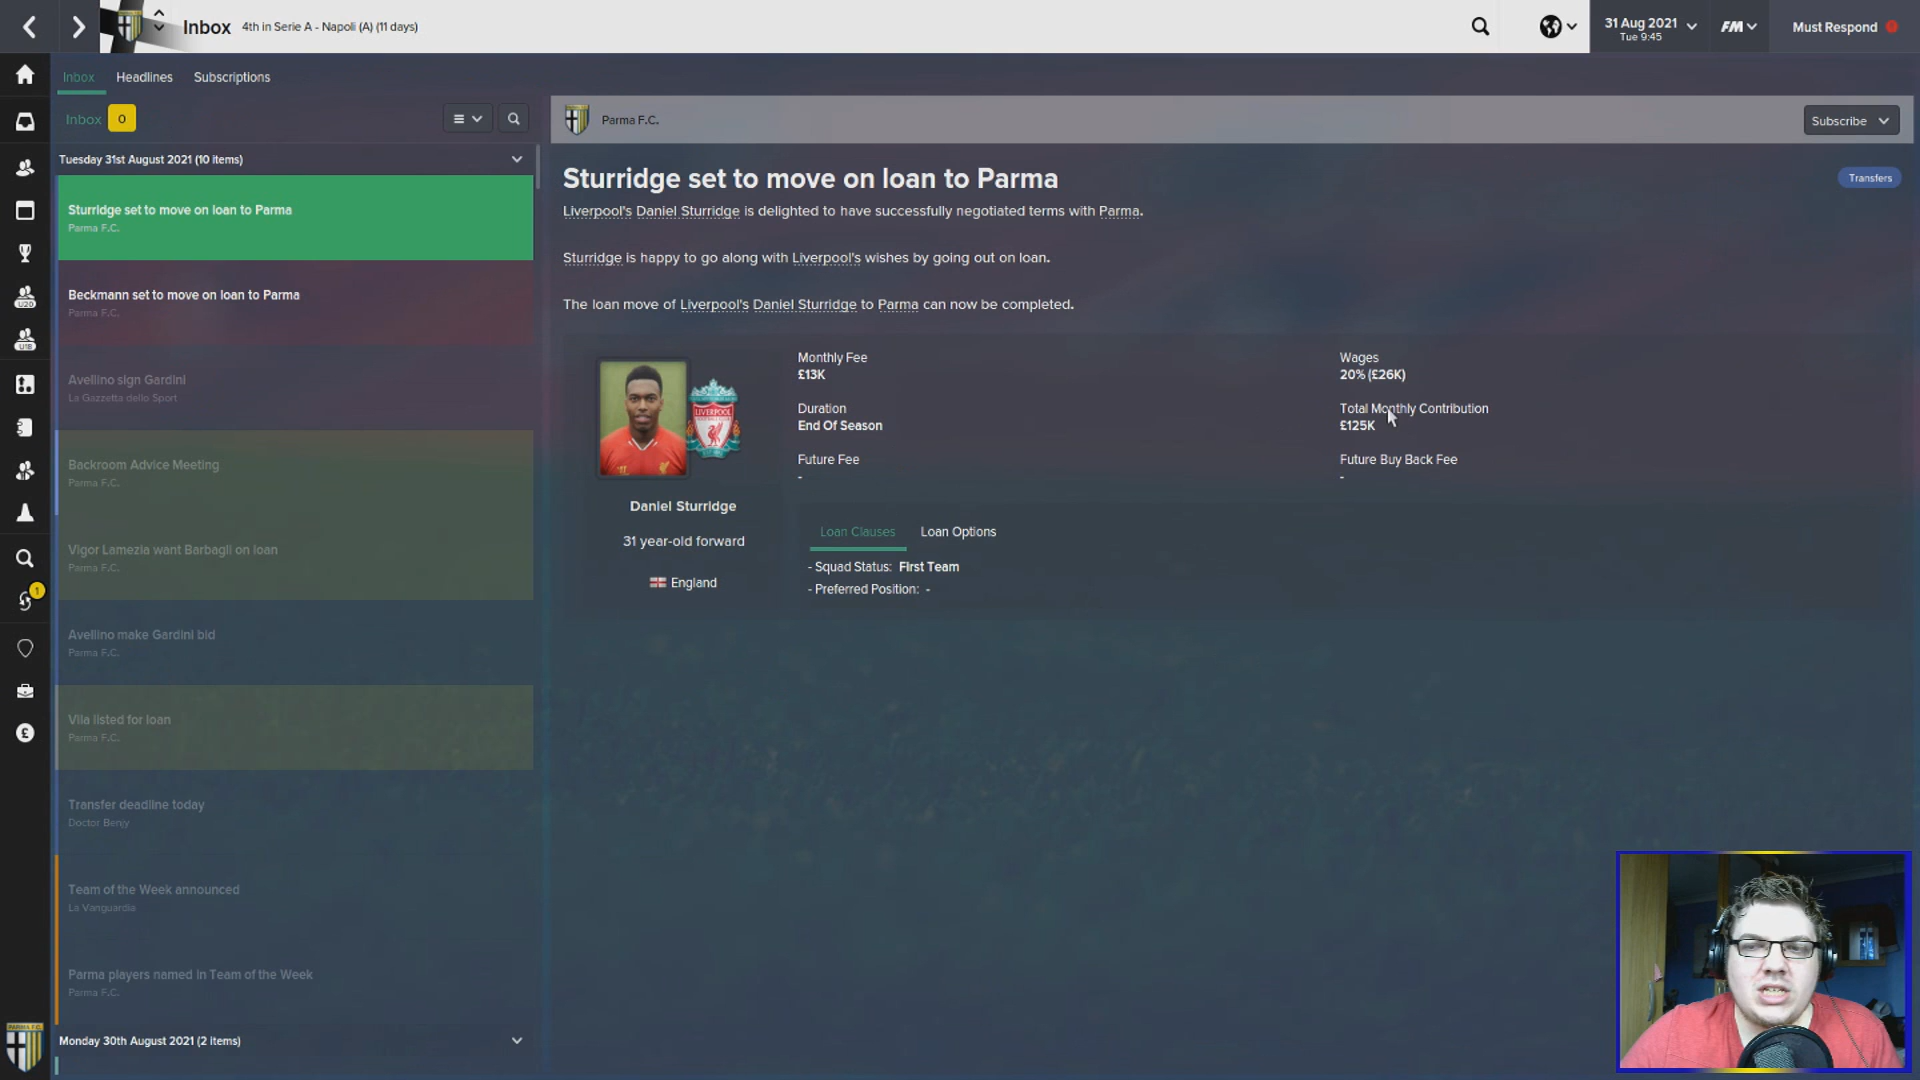 Inbox
4th in Serie A - Napoli (A) (11 days)
31 Aug 2021
Tue 9:45
FM
Must Respond
Inbox
Headlines
Subscriptions
Inbox
0
Tuesday 31st August 2021 (10 items)
Sturridge set to move on loan to Parma
Parma F.C.
Beckmann set to move on loan to Parma
Parma F.C.
Avellino sign Gardini
La Gazzetta dello Sport
Backroom Advice Meeting
Parma F.C.
Vigor Lamezia want Barbagli on loan
Parma F.C.
Avellino make Gardini bid
Parma F.C.
Vila listed for loan
Parma F.C.
Transfer deadline today
Doctor Benjy
Team of the Week announced
La Vanguardia
Parma players named in Team of the Week
Parma F.C.
Monday 30th August 2021 (2 items)
U20
U18
1
Parma F.C.
Subscribe
Sturridge set to move on loan to Parma
Transfers
Liverpool's Daniel Sturridge is delighted to have successfully negotiated terms with Parma.
Sturridge is happy to go along with Liverpool's wishes by going out on loan.
The loan move of Liverpool's Daniel Sturridge to Parma can now be completed.
Daniel Sturridge
31 year-old forward
England
Monthly Fee
£13K
Wages
20% (£26K)
Duration
End Of Season
Total Monthly Contribution
£125K
Future Fee
-
Future Buy Back Fee
-
Loan Clauses
Loan Options
- Squad Status: First Team
- Preferred Position: -